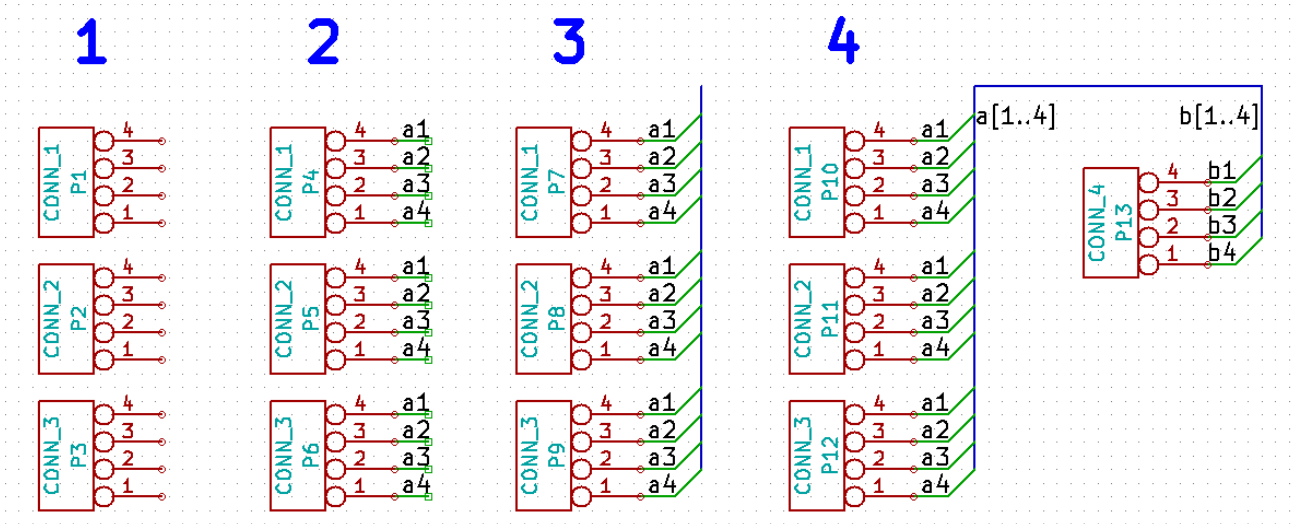 1 2 3 4
CONN_1
P1
4
3
2
1
CONN_2
P2
4
3
2
1
CONN_3
P3
4
3
2
1
CONN_1
P4
4 a1
3 a2
2 a3
1 a4
CONN_2
P5
4 a1
3 a2
2 a3
1 a4
CONN_3
P6
4 a1
3 a2
2 a3
1 a4
CONN_1
P7
4 a1
3 a2
2 a3
1 a4
CONN_2
P8
4 a1
3 a2
2 a3
1 a4
CONN_3
P9
4 a1
3 a2
2 a3
1 a4
CONN_1
P10
4 a1
3 a2
2 a3
1 a4
CONN_2
P11
4 a1
3 a2
2 a3
1 a4
CONN_3
P12
4 a1
3 a2
2 a3
1 a4
a[1..4] b[1..4]
CONN_4
P13
4 b1
3 b2
2 b3
1 b4